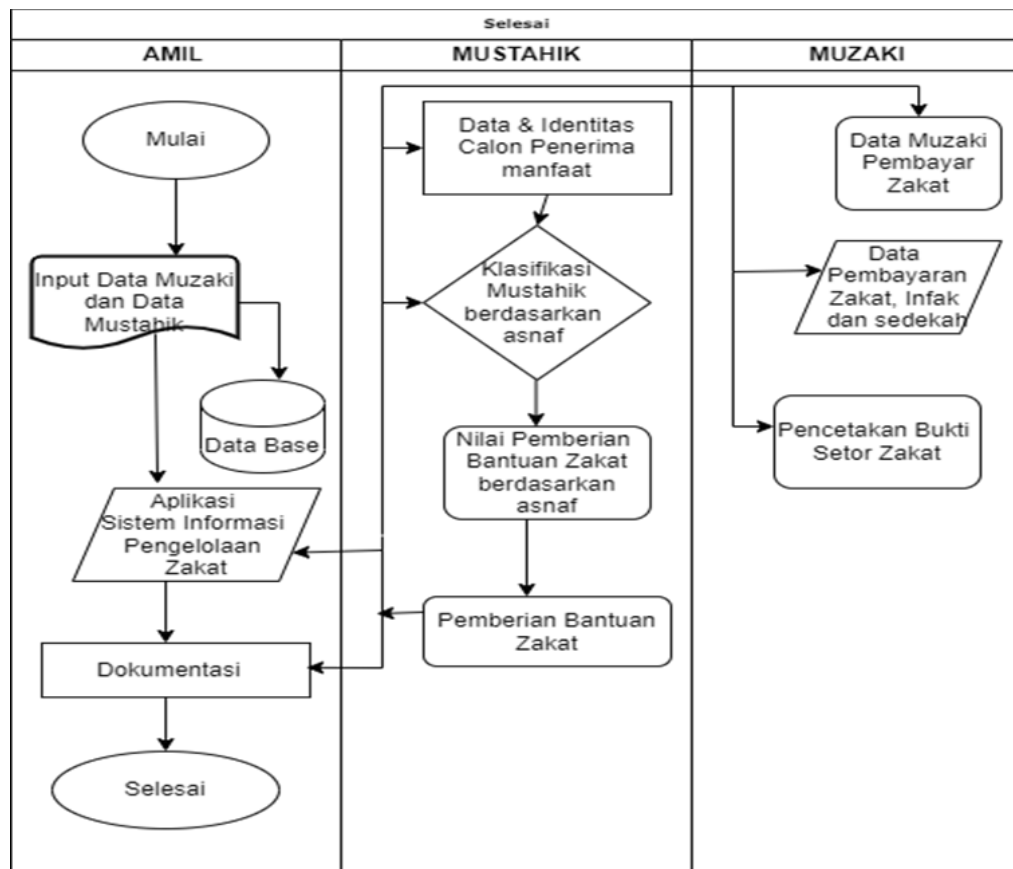 Selesai
AMIL
MUSTAHIK
MUZAKI
Mulai
Input Data Muzaki
dan Data
Mustahik
Data Base
Aplikasi
Sistem Informasi
Pengelolaan
Zakat
Dokumentasi
Selesai
Data & Identitas
Calon Penerima
manfaat
Klasifikasi
Mustahik
berdasarkan
asnaf
Nilai Pemberian
Bantuan Zakat
berdasarkan
asnaf
Pemberian Bantuan
Zakat
Data Muzaki
Pembayar
Zakat
Data
Pembayaran
Zakat, Infak
dan sedekah
Pencetakan Bukti
Setor Zakat